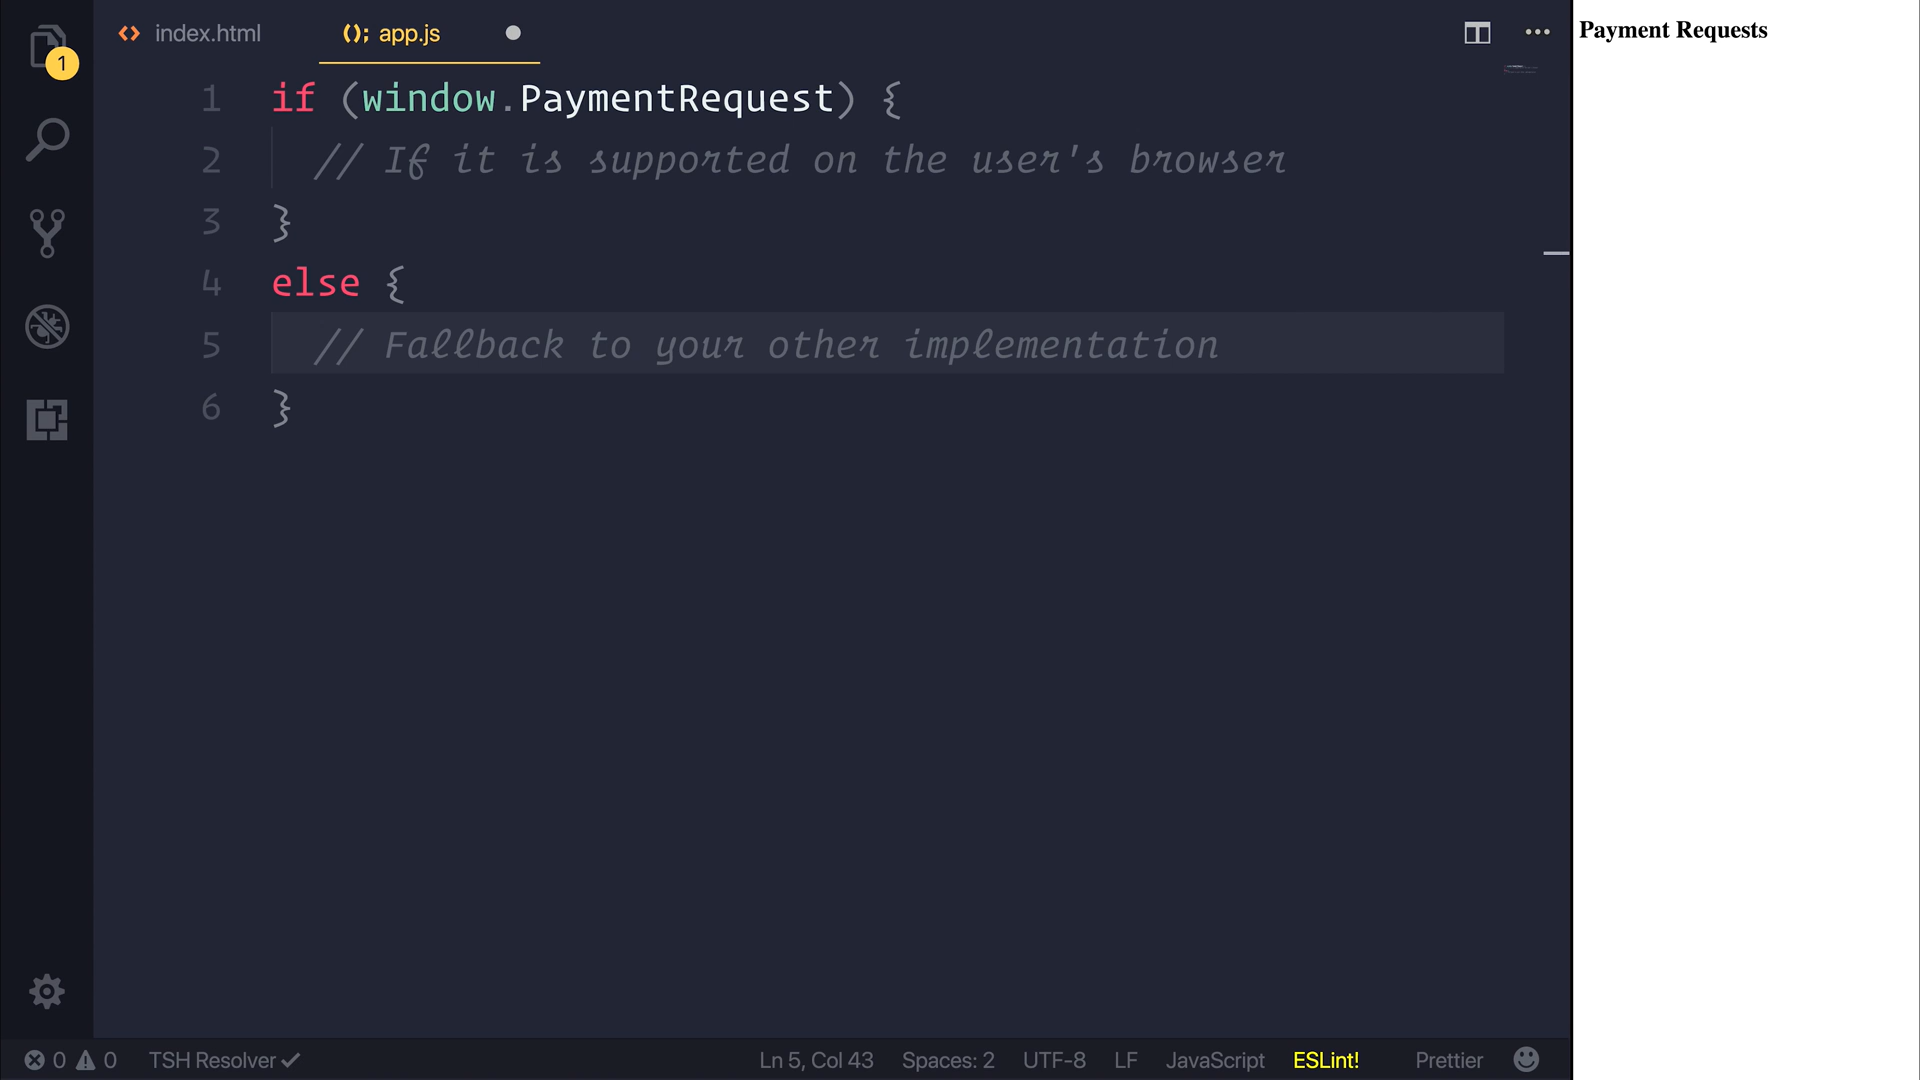 index.html
(); app.js
Payment Requests
1
1 if (window.PaymentRequest) {
2 // If it is supported on the user's browser
3 }
4 else {
5 // Fallback to your other implementation
6 }
0 0 TSH Resolver Ln 5, Col 43 Spaces: 2 UTF-8 LF JavaScript ESLint! Prettier